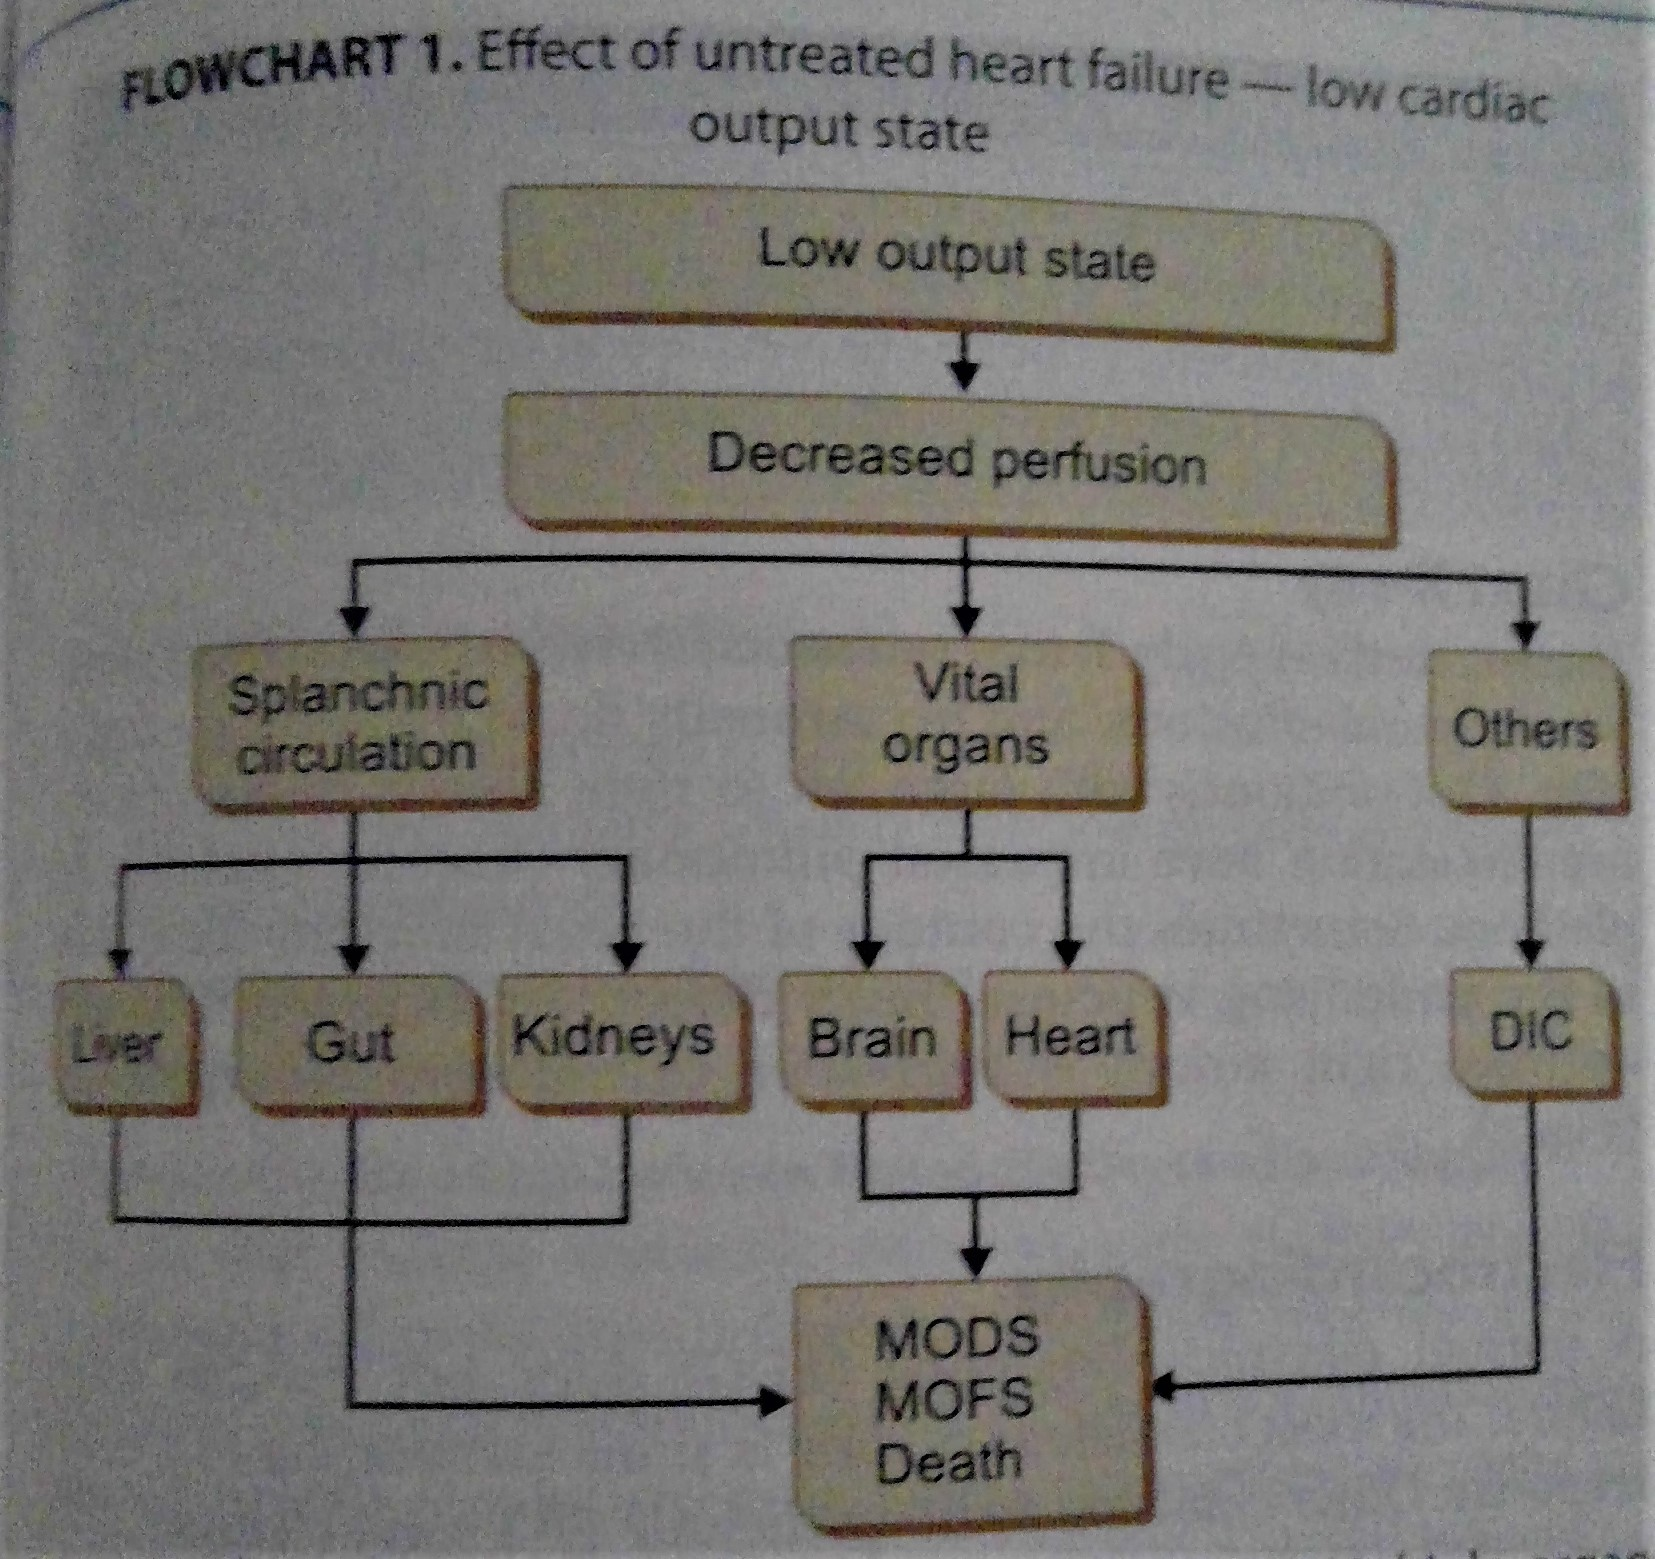 FLOWCHART 1. Effect of untreated heart failure — low cardiac
output state
Low output state
Decreased perfusion
Splanchnic
circulation
Vital
organs
Others
Liver
Gut
Kidneys
Brain
Heart
DIC
MODS
MOFS
Death